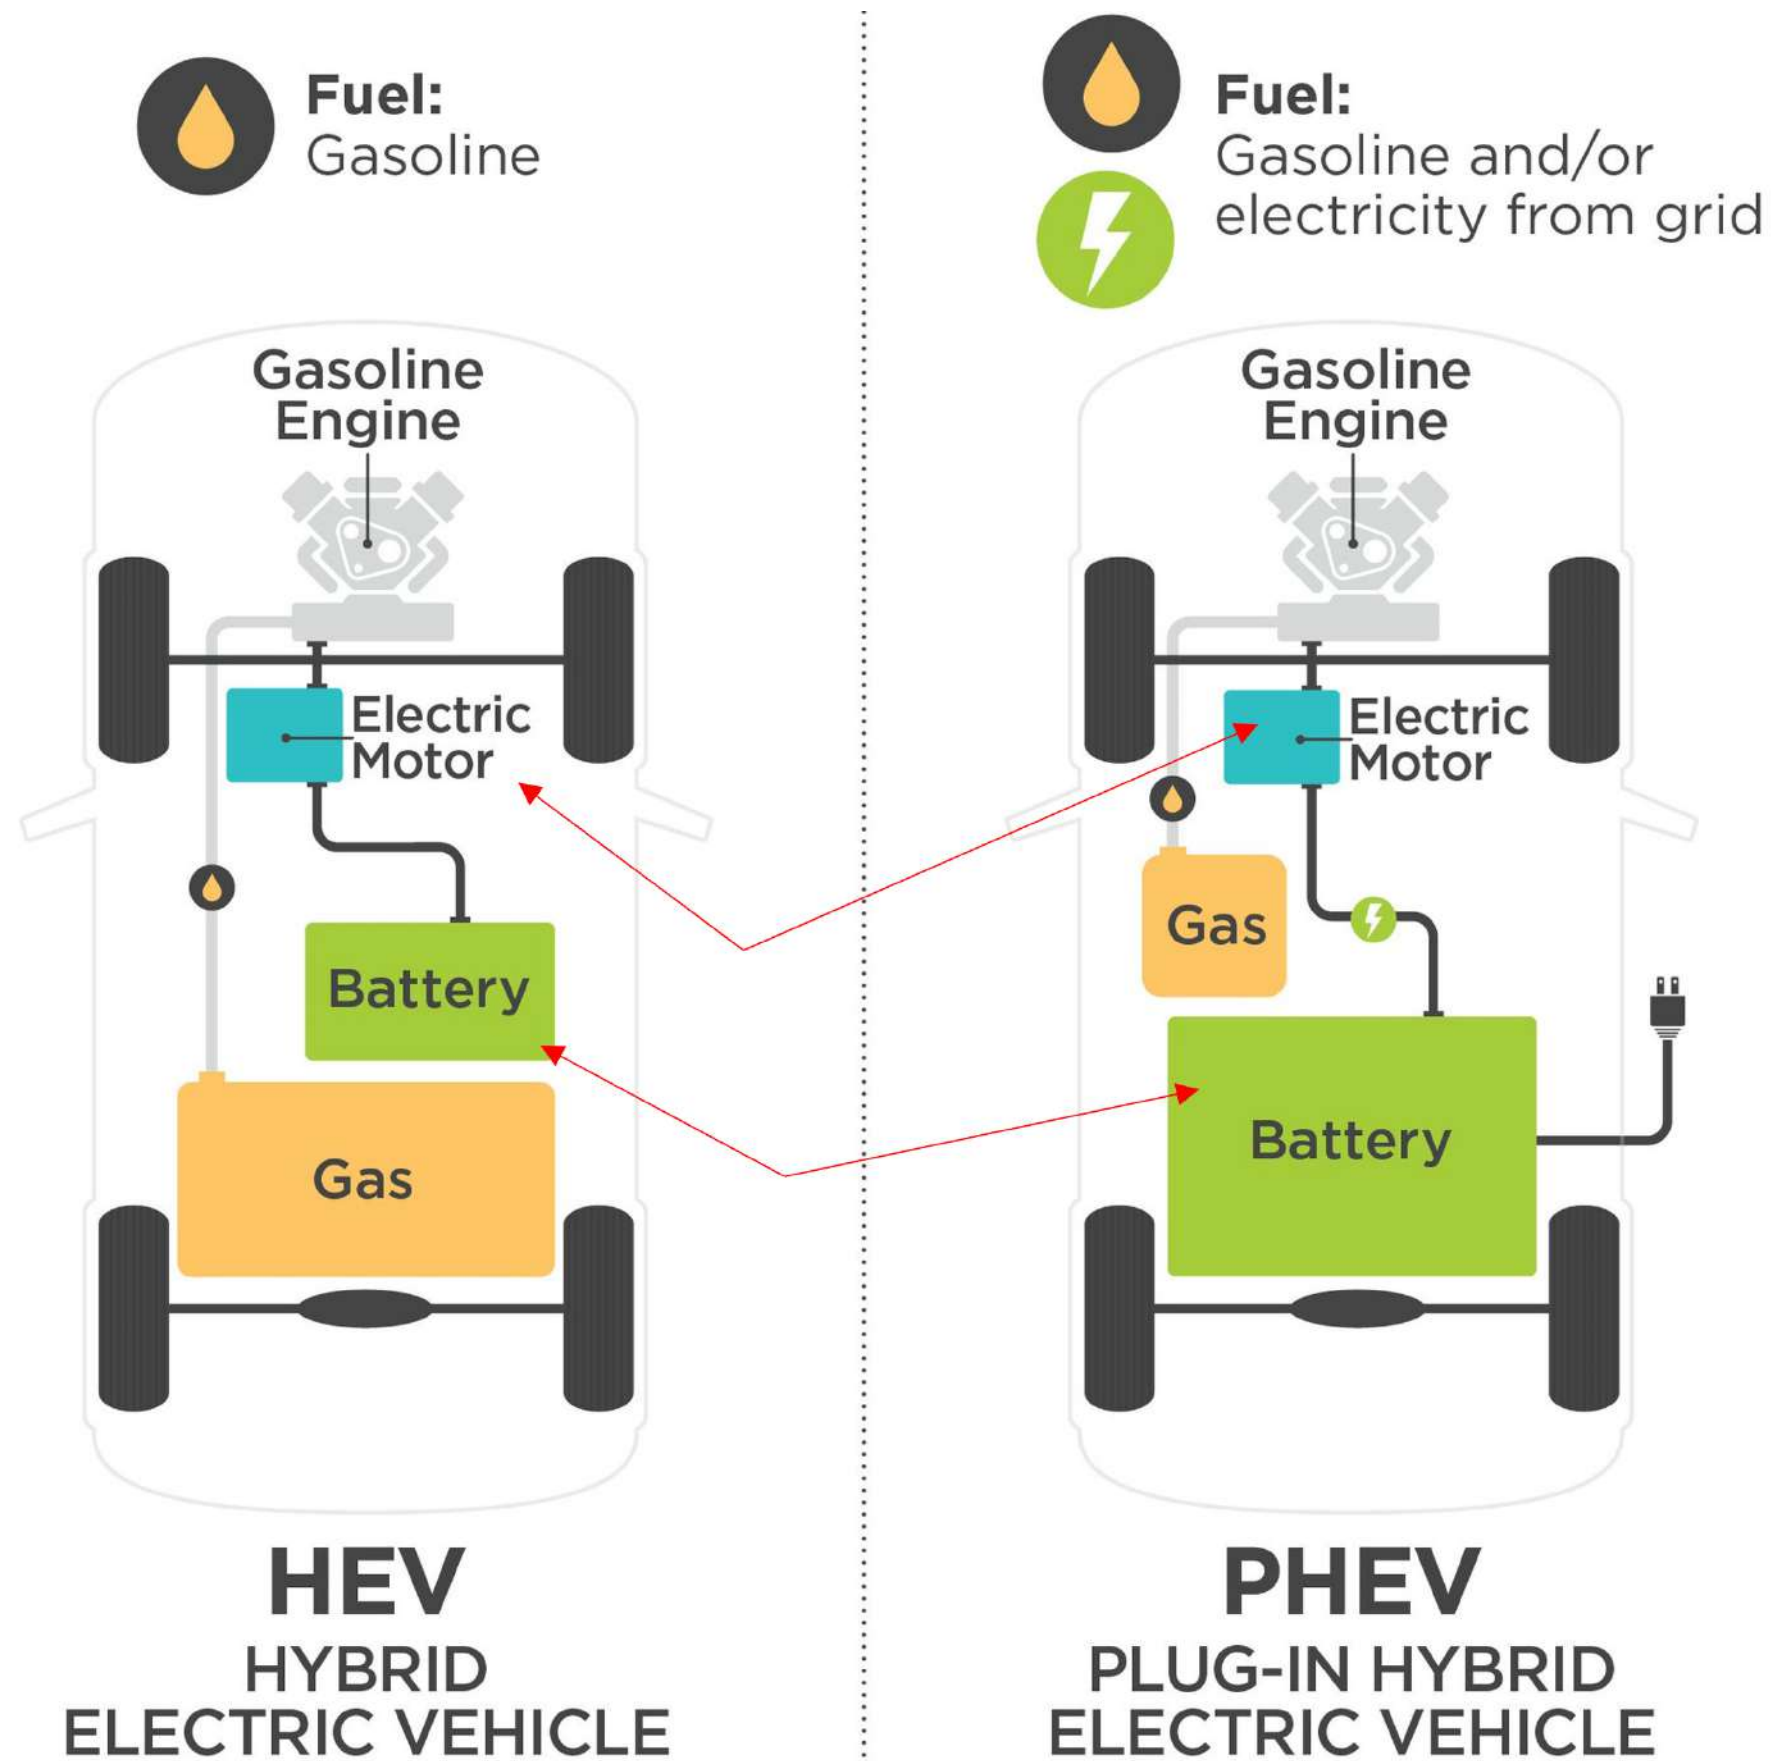 Fuel:
Gasoline
Gasoline
Engine
Electric
Motor
Battery
Gas
HEV
HYBRID
ELECTRIC VEHICLE
Fuel:
Gasoline and/or
electricity from grid
Gasoline
Engine
Electric
Motor
Gas
Battery
PHEV
PLUG-IN HYBRID
ELECTRIC VEHICLE